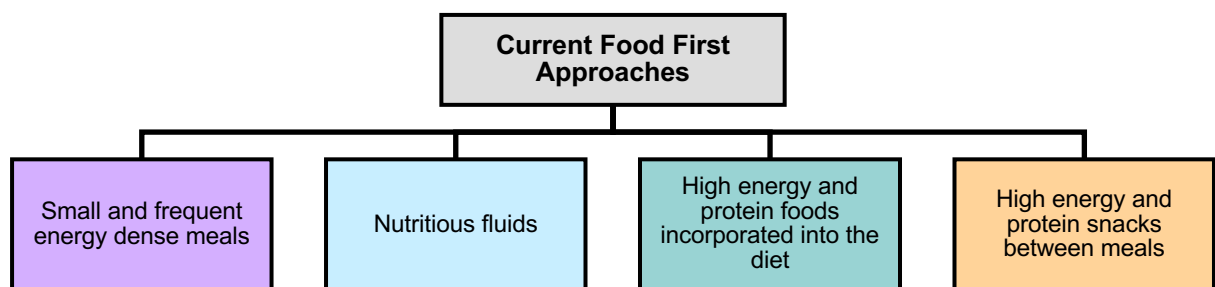 Current Food First
Approaches
Small and frequent
energy dense meals
Nutritious fluids
High energy and
protein foods
incorporated into the
diet
High energy and
protein snacks
between meals